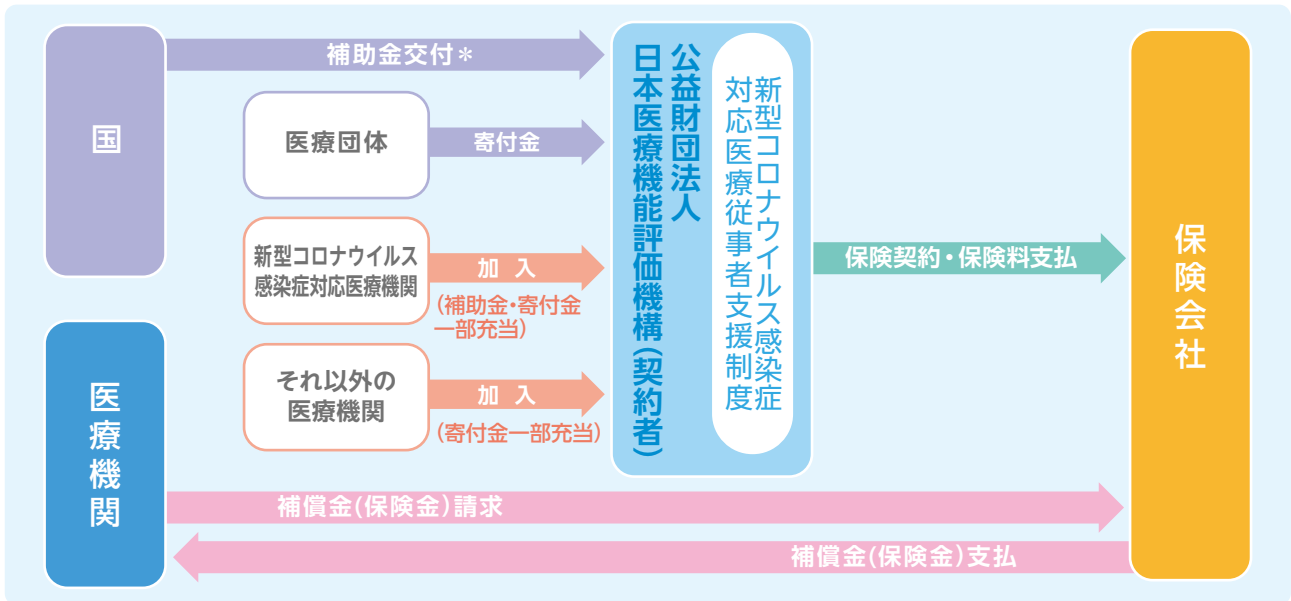 国
補助金交付＊
医療団体
寄付金
新型コロナウイルス
感染症対応医療機関
加 入
(補助金・寄付金
一部充当)
それ以外の
医療機関
加 入
(寄付金一部充当)
公益財団法人
日本医療機能評価機構(契約者)
新型コロナウイルス感染症
対応医療従事者支援制度
保険契約・保険料支払
保険会社
医療機関
補償金(保険金)請求
補償金(保険金)支払